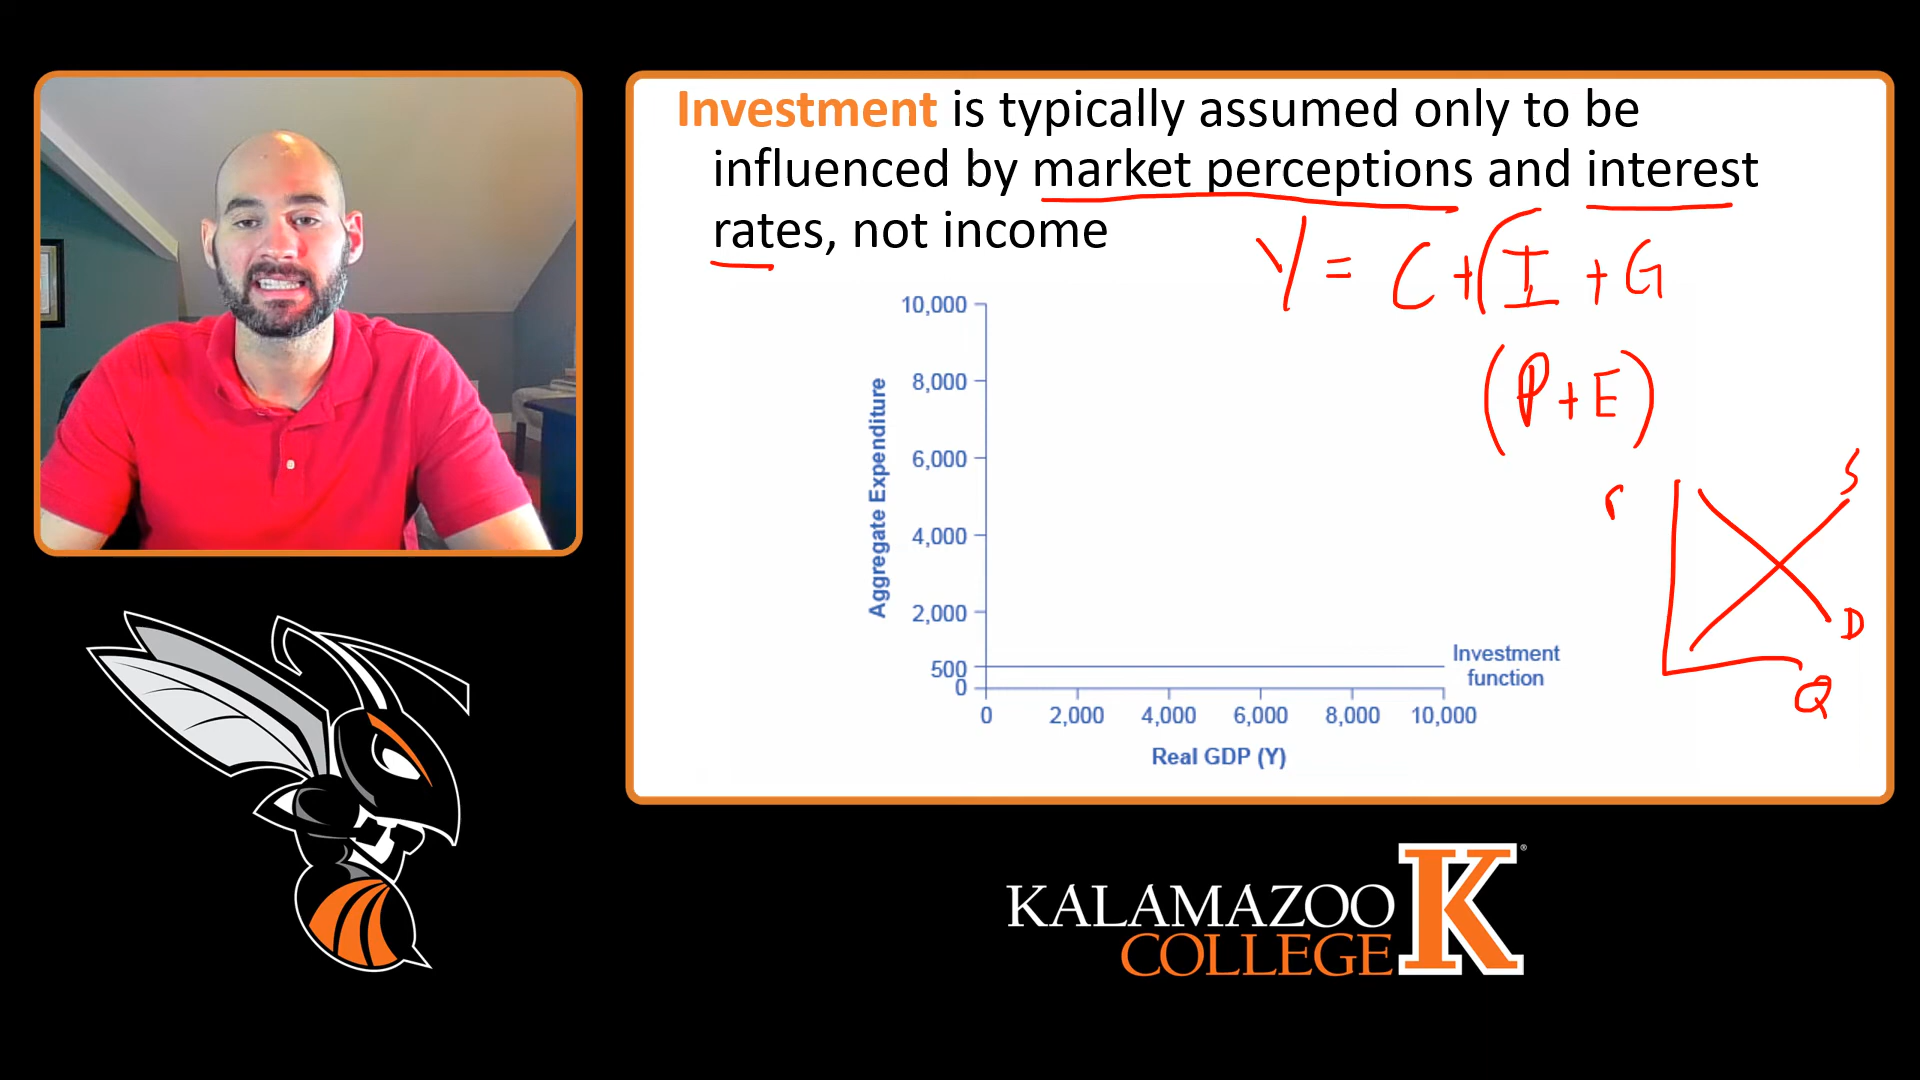 Investment is typically assumed only to be
influenced by market perceptions and interest
rates, not income
Y = C + (I + G
(P + E)
10,000
8,000
6,000
4,000
2,000
500
0
Aggregate Expenditure
Investment
function
0 2,000 4,000 6,000 8,000 10,000
Real GDP (Y)
r
S
D
Q
KALAMAZOO
COLLEGE
K®